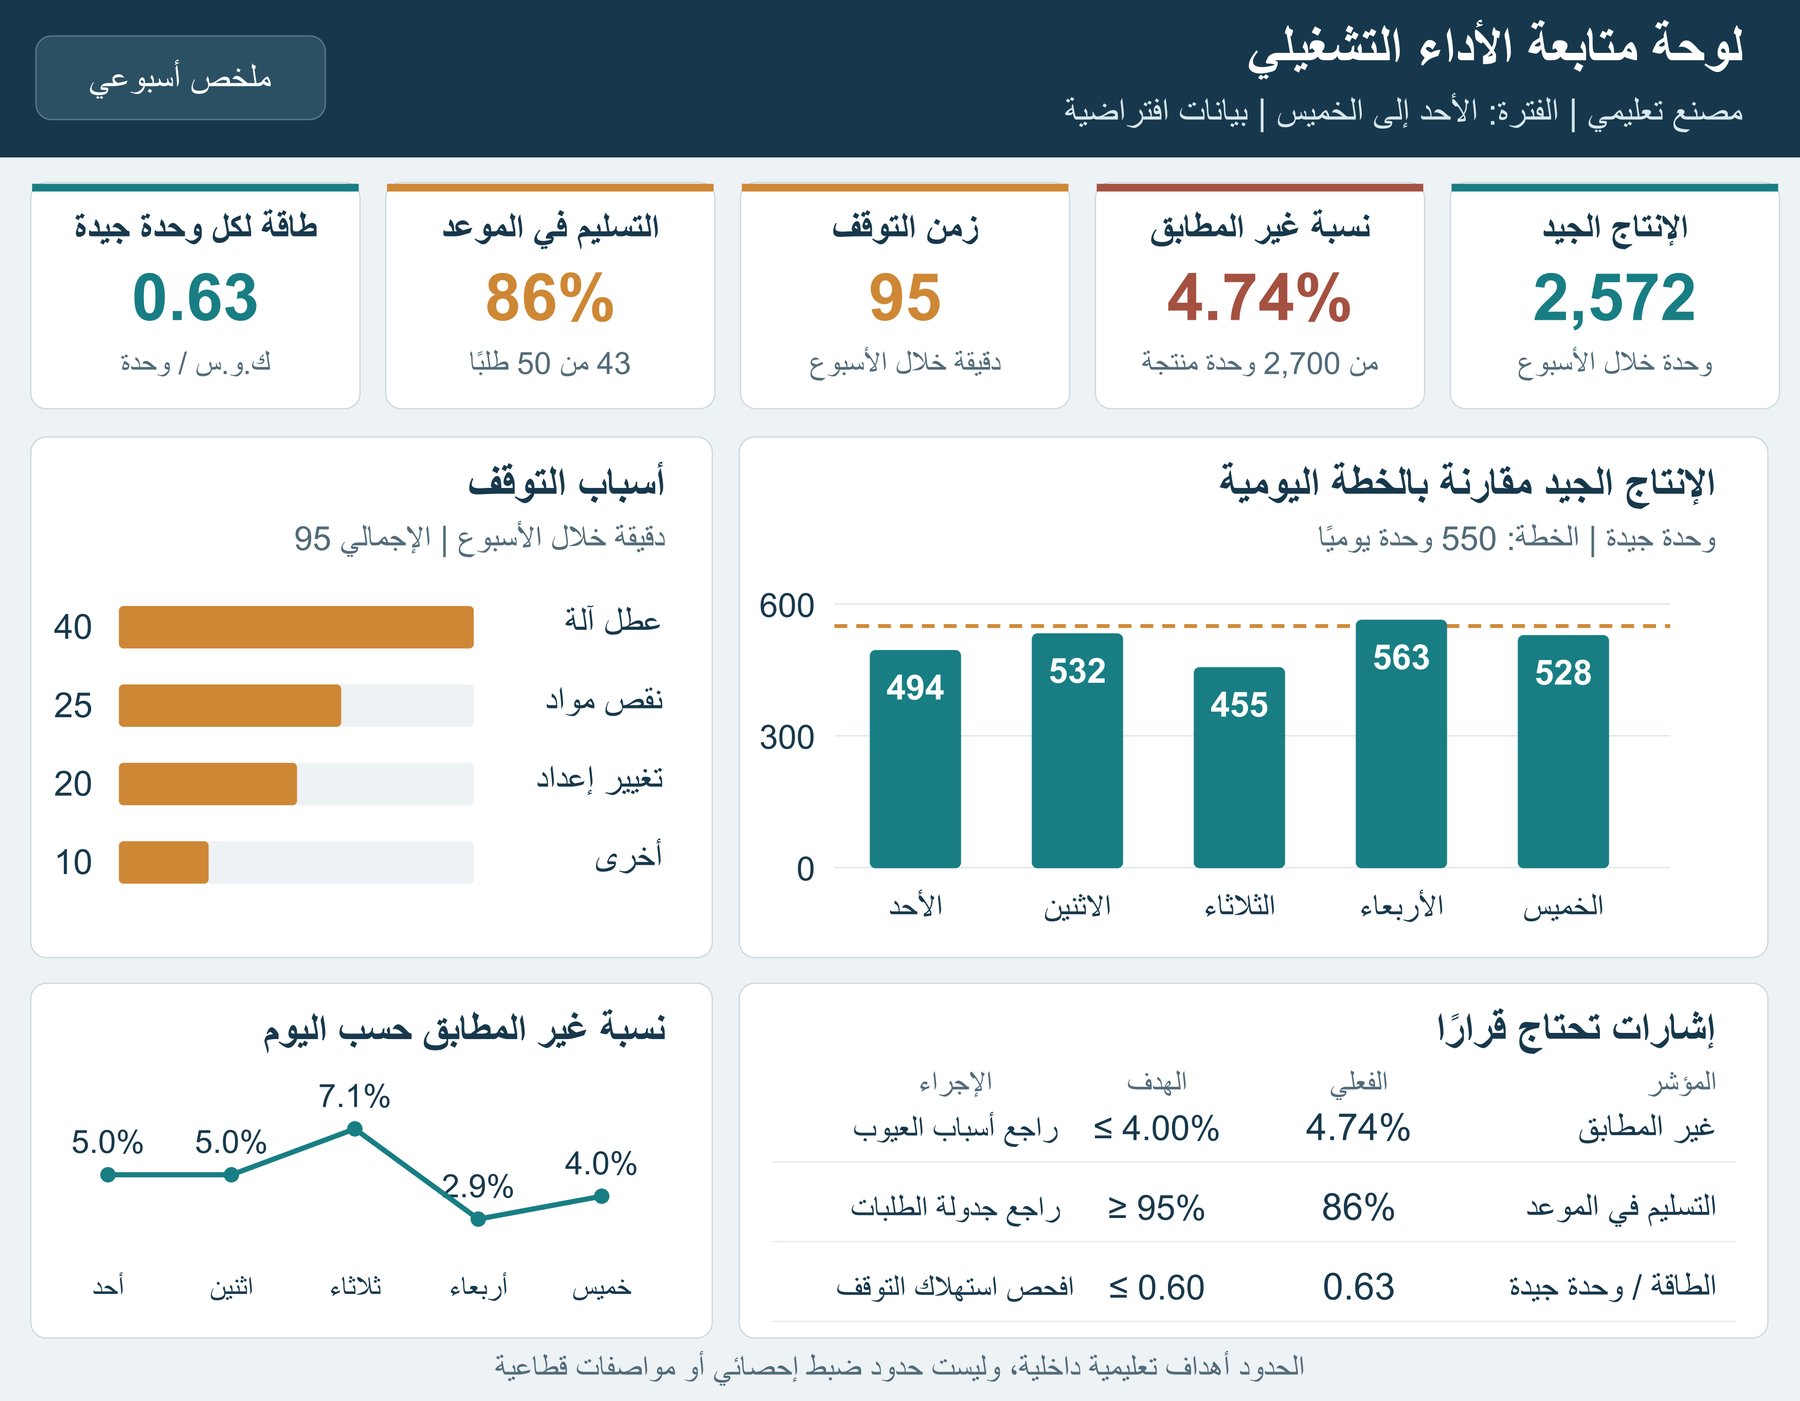 لوحة متابعة الأداء التشغيلي
مصنع تعليمي | الفترة: الأحد إلى الخميس | بيانات افتراضية
ملخص أسبوعي
الإنتاج الجيد
2,572
وحدة خلال الأسبوع
نسبة غير المطابق
4.74%
من 2,700 وحدة منتجة
زمن التوقف
95
دقيقة خلال الأسبوع
التسليم في الموعد
86%
43 من 50 طلبًا
طاقة لكل وحدة جيدة
0.63
ك.و.س / وحدة
الإنتاج الجيد مقارنة بالخطة اليومية
وحدة جيدة | الخطة: 550 وحدة يوميًا
600
300
0
494
532
455
563
528
الأحد
الاثنين
الثلاثاء
الأربعاء
الخميس
أسباب التوقف
دقيقة خلال الأسبوع | الإجمالي 95
عطل آلة 40
نقص مواد 25
تغيير إعداد 20
أخرى 10
إشارات تحتاج قرارًا
المؤشر الفعلي الهدف الإجراء
غير المطابق 4.74% ≤ 4.00% راجع أسباب العيوب
التسليم في الموعد 86% ≥ 95% راجع جدولة الطلبات
الطاقة / وحدة جيدة 0.63 ≤ 0.60 افحص استهلاك التوقف
نسبة غير المطابق حسب اليوم
5.0%
5.0%
7.1%
2.9%
4.0%
أحد
اثنين
ثلاثاء
أربعاء
خميس
الحدود أهداف تعليمية داخلية، وليست حدود ضبط إحصائي أو مواصفات قطاعية